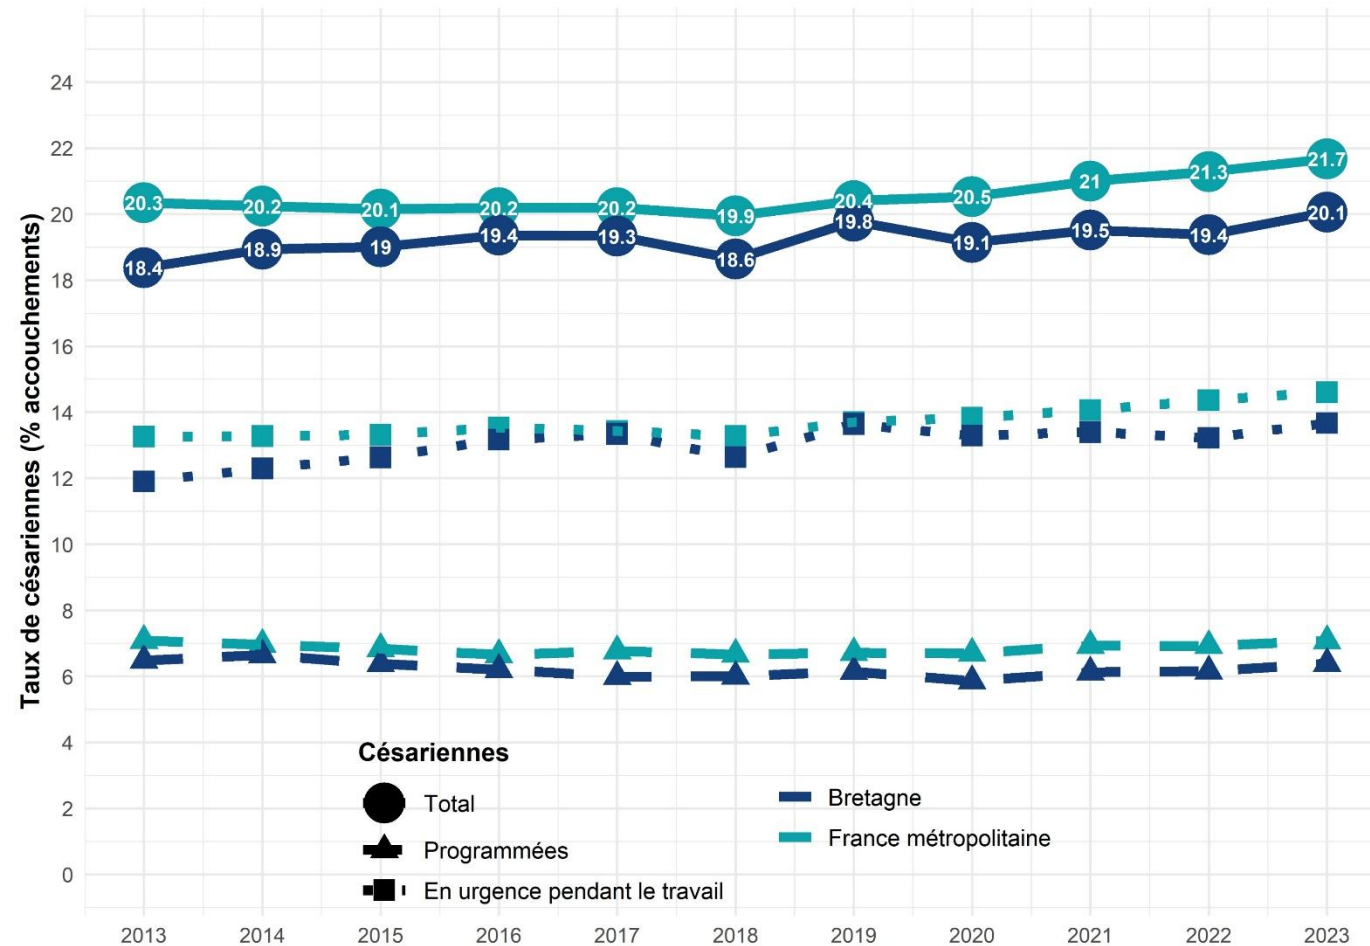 Taux de césariennes (% accouchements)
24
22
20
18
16
14
12
10
8
6
4
2
0
20.3 20.2 20.1 20.2 20.2 19.9 20.4 20.5 21 21.3 21.7
18.4 18.9 19 19.4 19.3 18.6 19.8 19.1 19.5 19.4 20.1
Césariennes
Total
Programmées
En urgence pendant le travail
Bretagne
France métropolitaine
2013 2014 2015 2016 2017 2018 2019 2020 2021 2022 2023